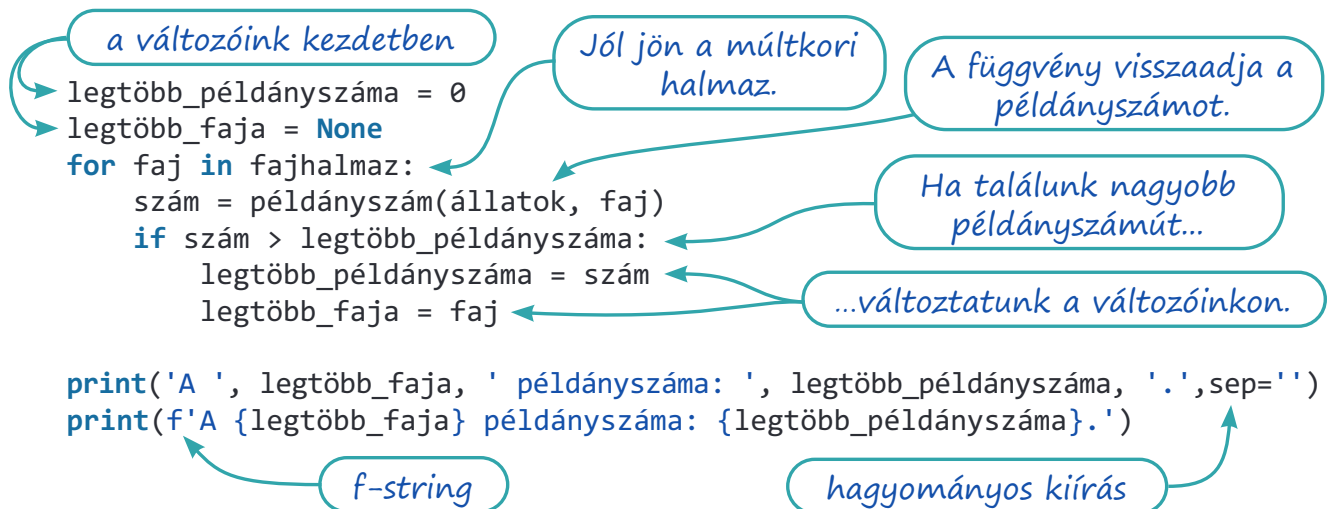 a változóink kezdetben
Jól jön a múltkori
halmaz.
A függvény visszaadja a
példányszámot.
legtöbb_példányszáma = 0
legtöbb_faja = None
for faj in fajhalmaz:
    szám = példányszám(állatok, faj)
    if szám > legtöbb_példányszáma:
        legtöbb_példányszáma = szám
        legtöbb_faja = faj
Ha találunk nagyobb
példányszámút...
...változtatunk a változóinkon.
print('A ', legtöbb_faja, ' példányszáma: ', legtöbb_példányszáma, '.',sep='')
print(f'A {legtöbb_faja} példányszáma: {legtöbb_példányszáma}.')
f-string
hagyományos kiírás